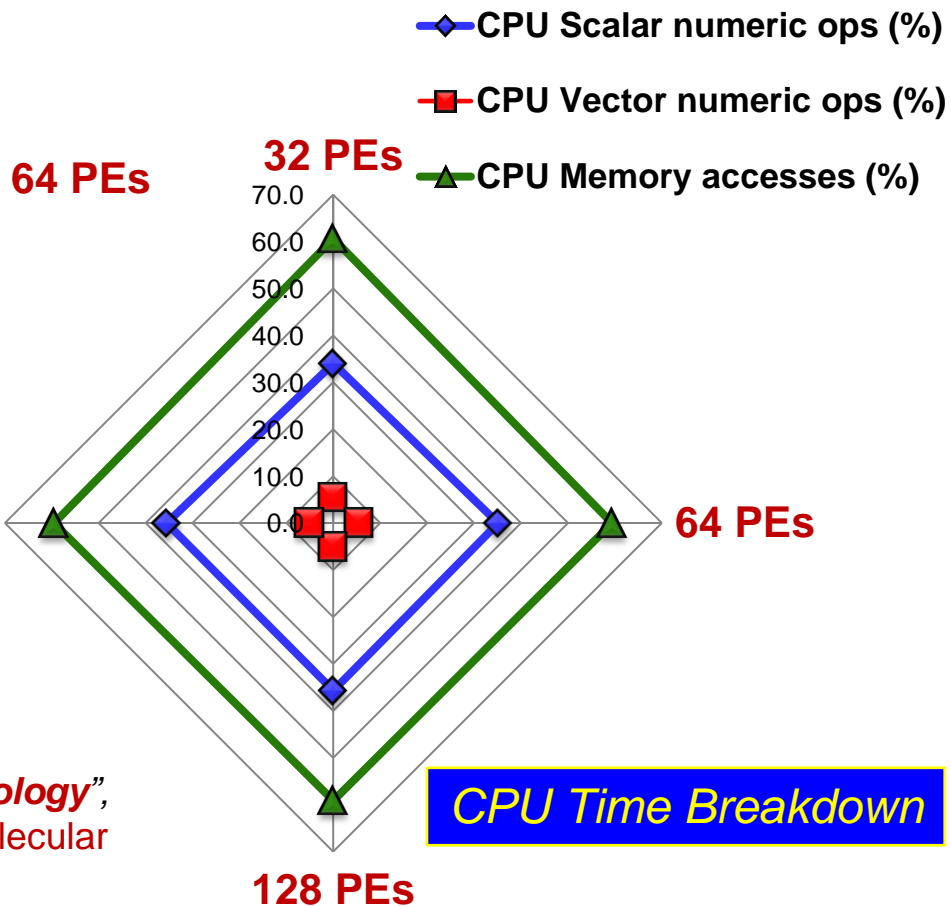 CPU Scalar numeric ops (%)
CPU Vector numeric ops (%)
CPU Memory accesses (%)
64 PEs
32 PEs
70.0
60.0
50.0
40.0
30.0
20.0
10.0
0.0
64 PEs
128 PEs
ology”,
lecular
CPU Time Breakdown